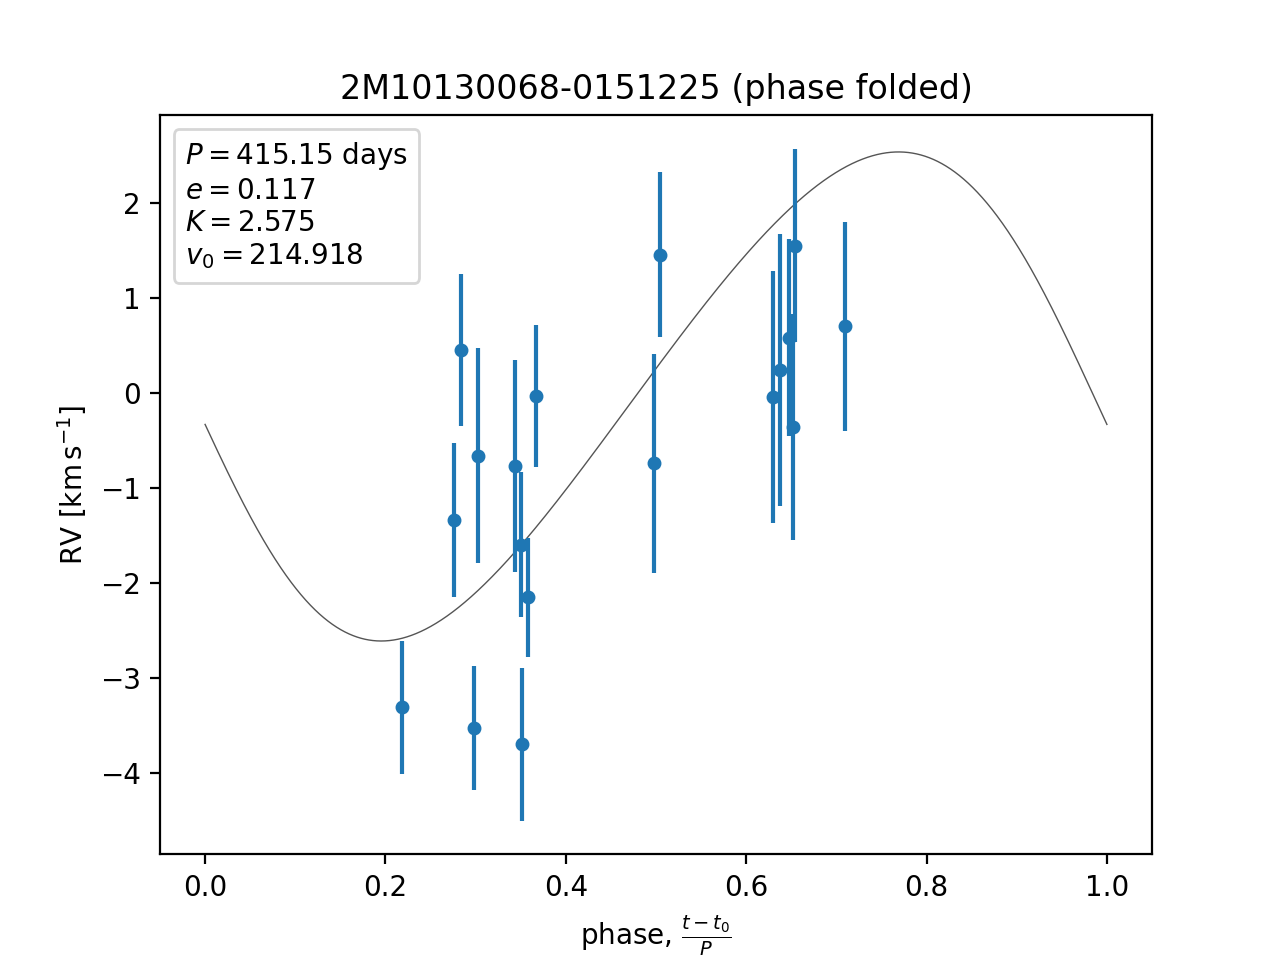 2M10130068-0151225 (phase folded)
P = 415.15 days
e = 0.117
K = 2.575
v₀ = 214.918
2
1
0
−1
−2
−3
−4
RV [km s⁻¹]
0.0 0.2 0.4 0.6 0.8 1.0
phase, (t − t₀)/P